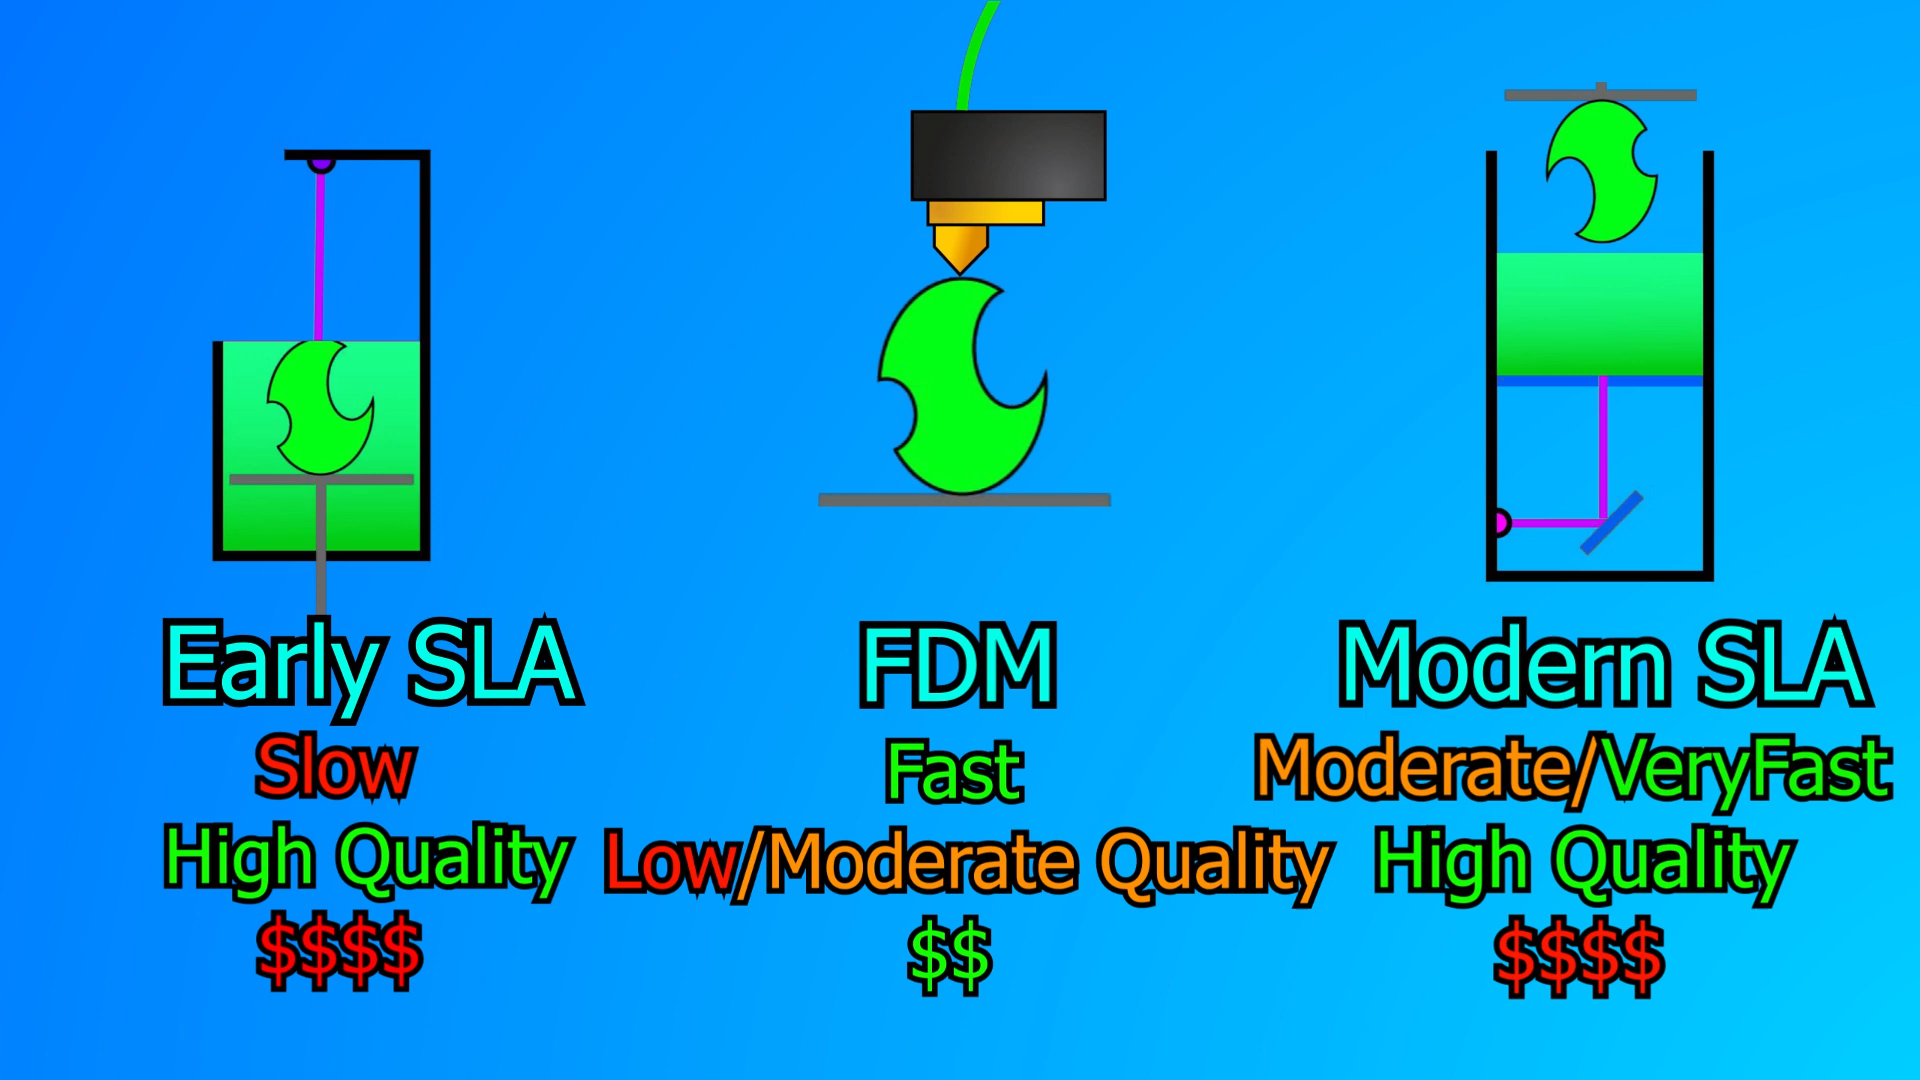 Early SLA
Slow
High Quality
$$$$
FDM
Fast
Low/Moderate Quality
$$
Modern SLA
Moderate/VeryFast
High Quality
$$$$